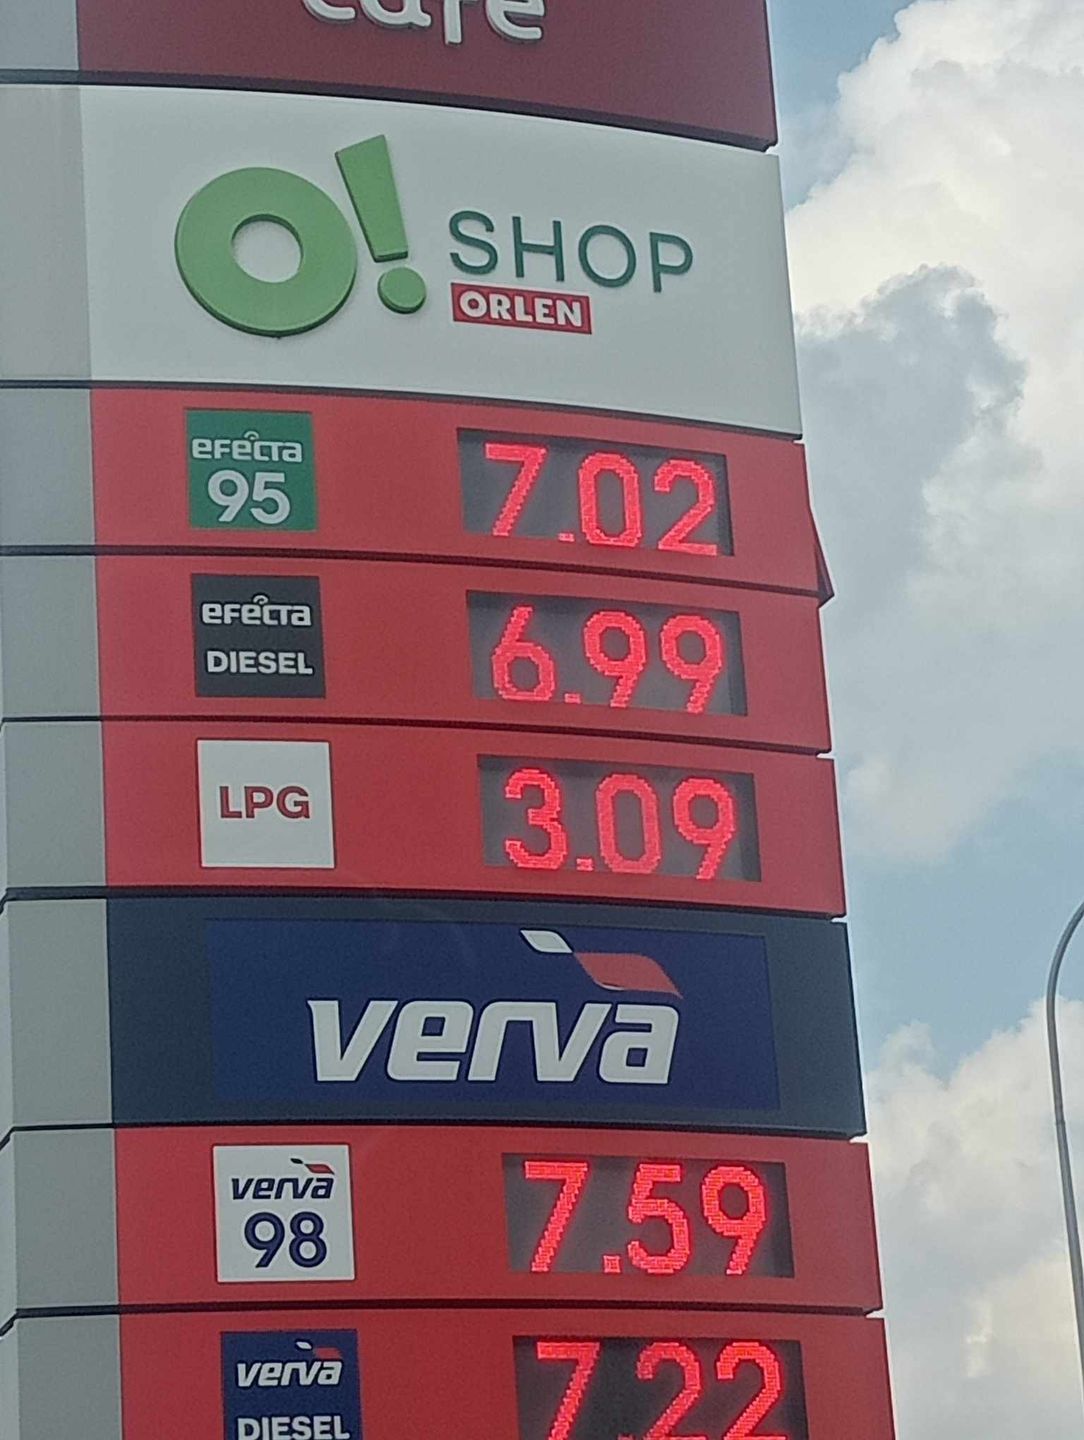 café
O! SHOP
ORLEN
EFECTA
95
7.02
EFECTA
DIESEL
6.99
LPG
3.09
verva
verva
98
7.59
verva
DIESEL
7.22